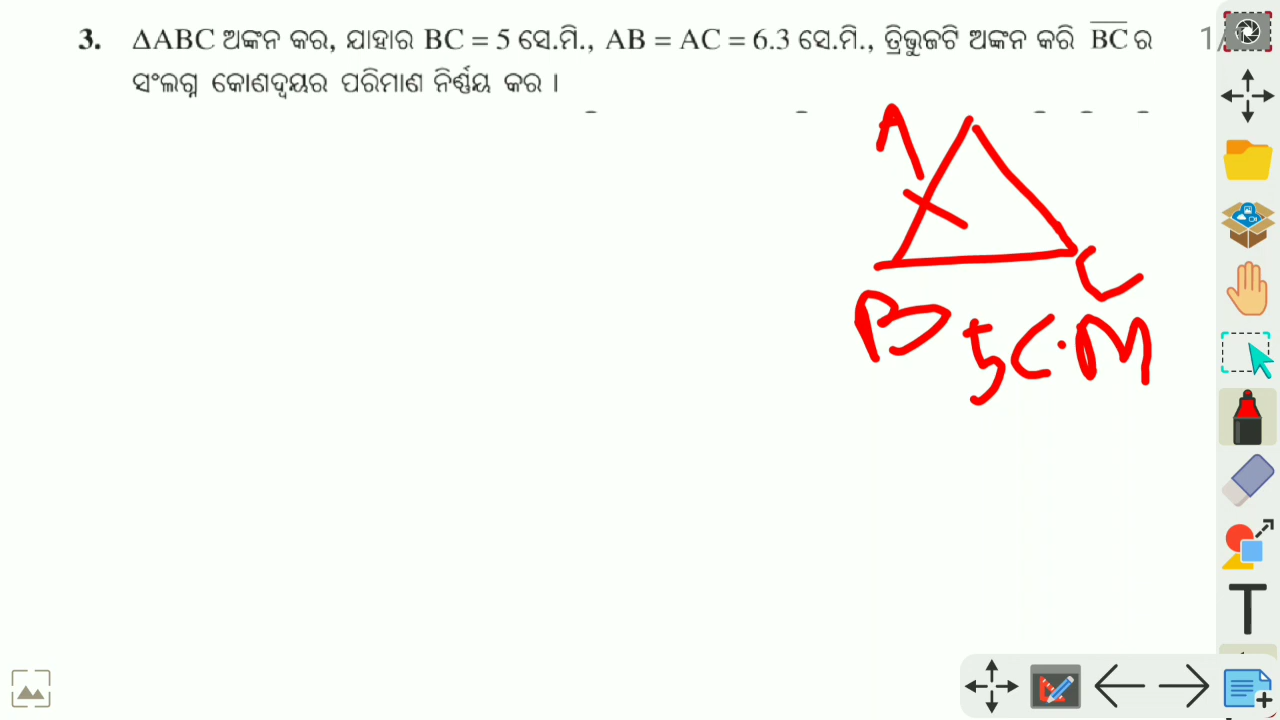 3. ΔABC ଅଙ୍କନ କର, ଯାହାର BC = 5 ସେ.ମି., AB = AC = 6.3 ସେ.ମି., ତ୍ରିଭୁଜଟି ଅଙ୍କନ କରି BC ର
ସଂଲଗ୍ନ କୋଣଦ୍ୱୟର ପରିମାଣ ନିର୍ଣ୍ଣୟ କର ।
A
B C
5C.M
T